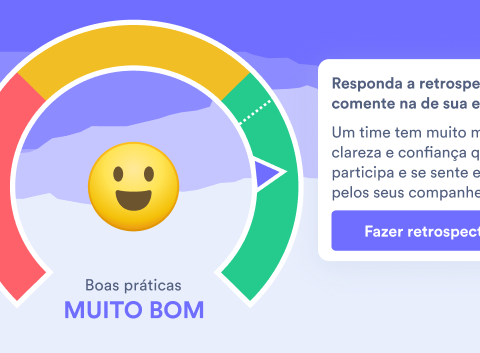 Responda a retrospe
comente na de sua e
Um time tem muito m
clareza e confiança q
participa e se sente e
pelos seus companhe
Fazer retrospect
Boas práticas
MUITO BOM